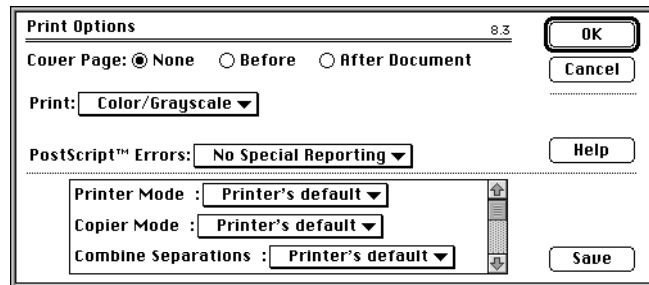 Print Options 8.3 OK
Cover Page: None Before After Document Cancel
Print: Color/Grayscale
PostScript™ Errors: No Special Reporting Help
Printer Mode : Printer's default
Copier Mode : Printer's default
Combine Separations : Printer's default Save